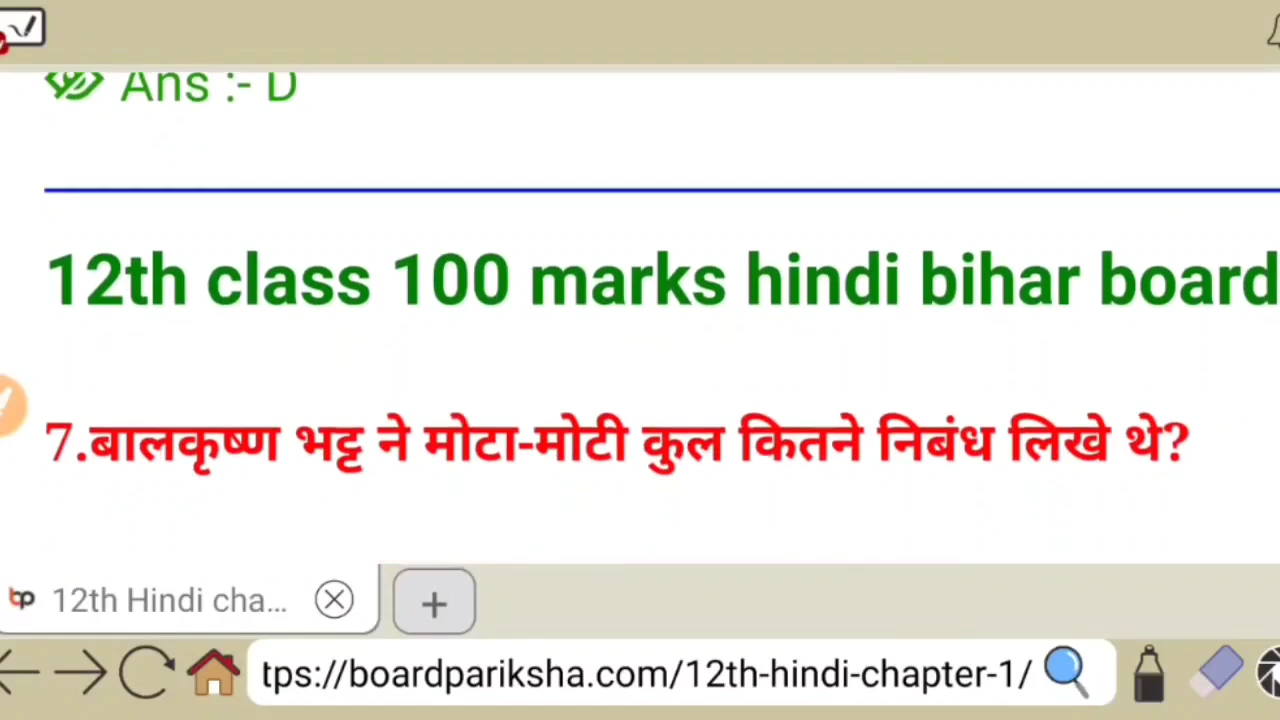 Ans :- D
12th class 100 marks hindi bihar board
7.बालकृष्ण भट्ट ने मोटा-मोटी कुल कितने निबंध लिखे थे?
bp 12th Hindi cha...
tps://boardpariksha.com/12th-hindi-chapter-1/